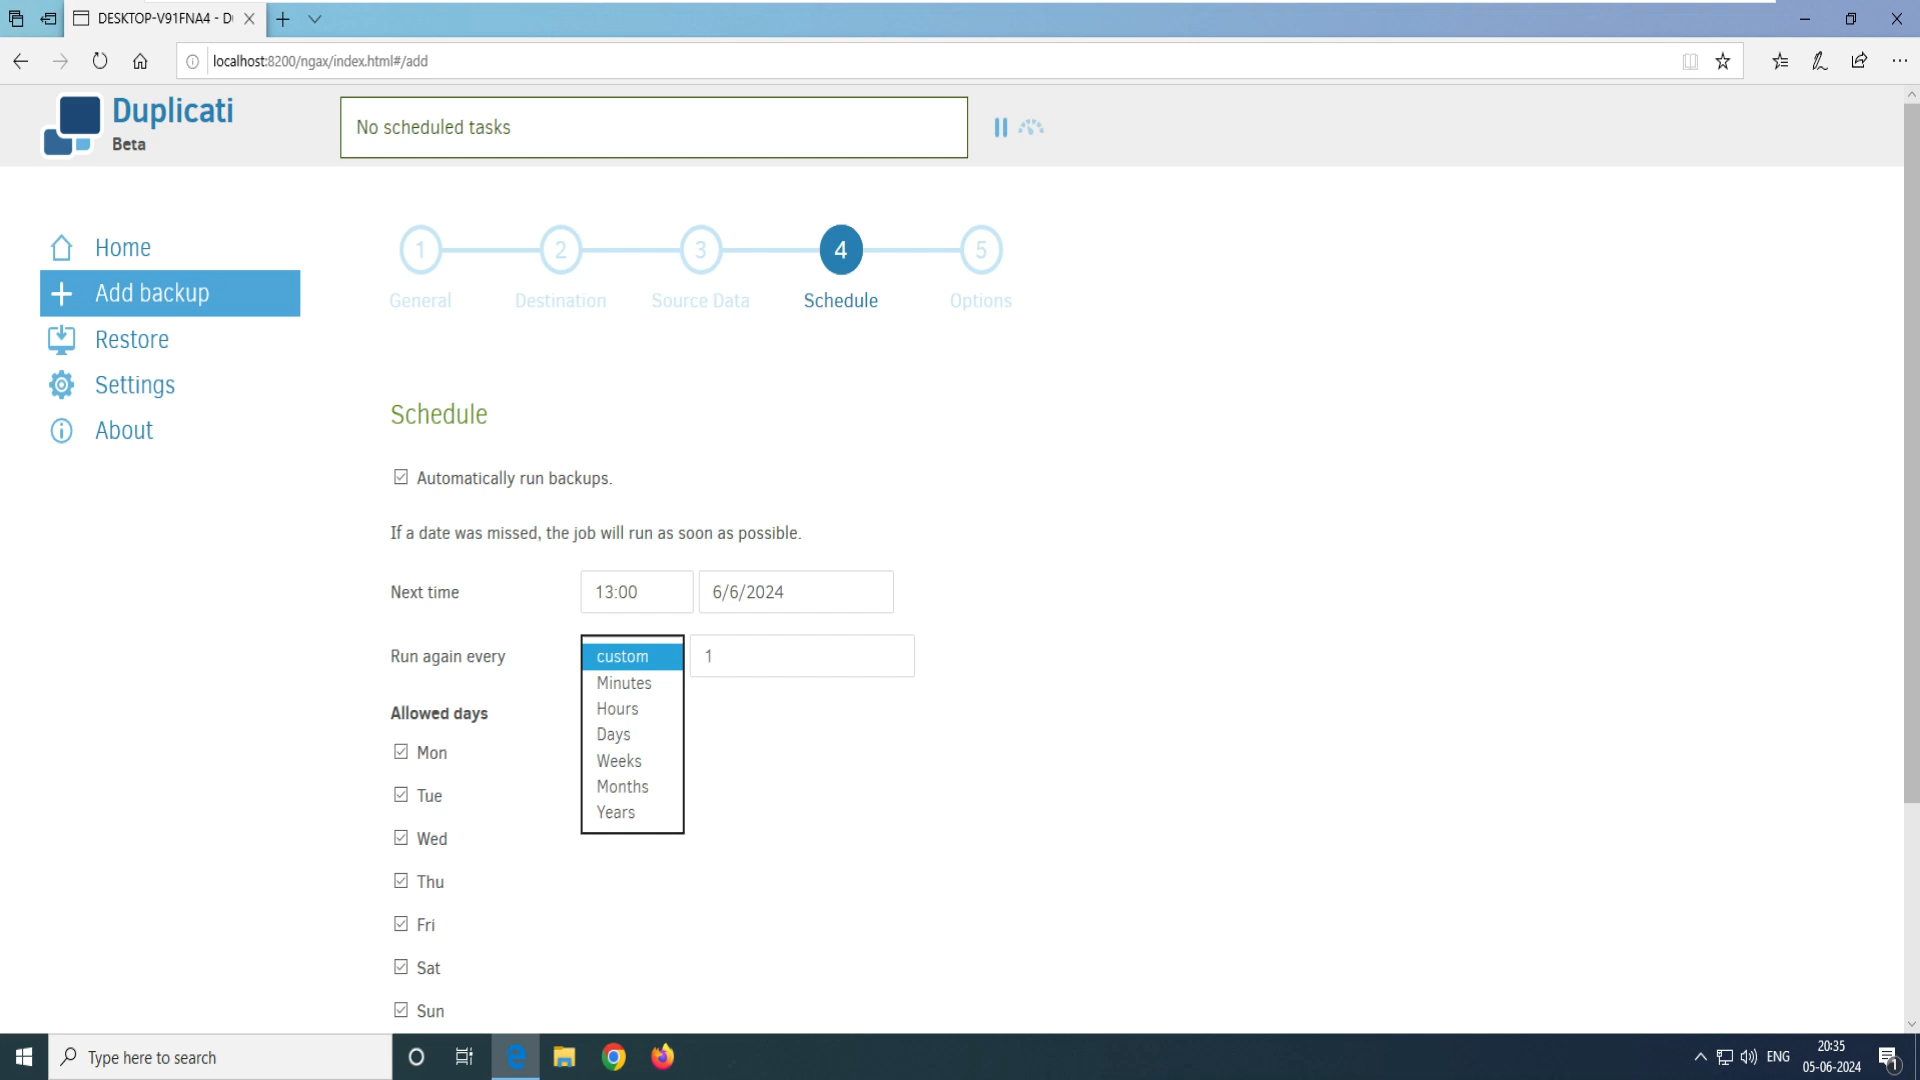 DESKTOP-V91FNA4 - D
localhost:8200/ngax/index.html#/add
Duplicati
Beta
No scheduled tasks
Home
Add backup
Restore
Settings
About
1
2
3
4
5
General
Destination
Source Data
Schedule
Options
Schedule
Automatically run backups.
If a date was missed, the job will run as soon as possible.
Next time
13:00
6/6/2024
Run again every
custom
1
Minutes
Hours
Days
Weeks
Months
Years
Allowed days
Mon
Tue
Wed
Thu
Fri
Sat
Sun
Type here to search
ENG
20:35
05-06-2024
1